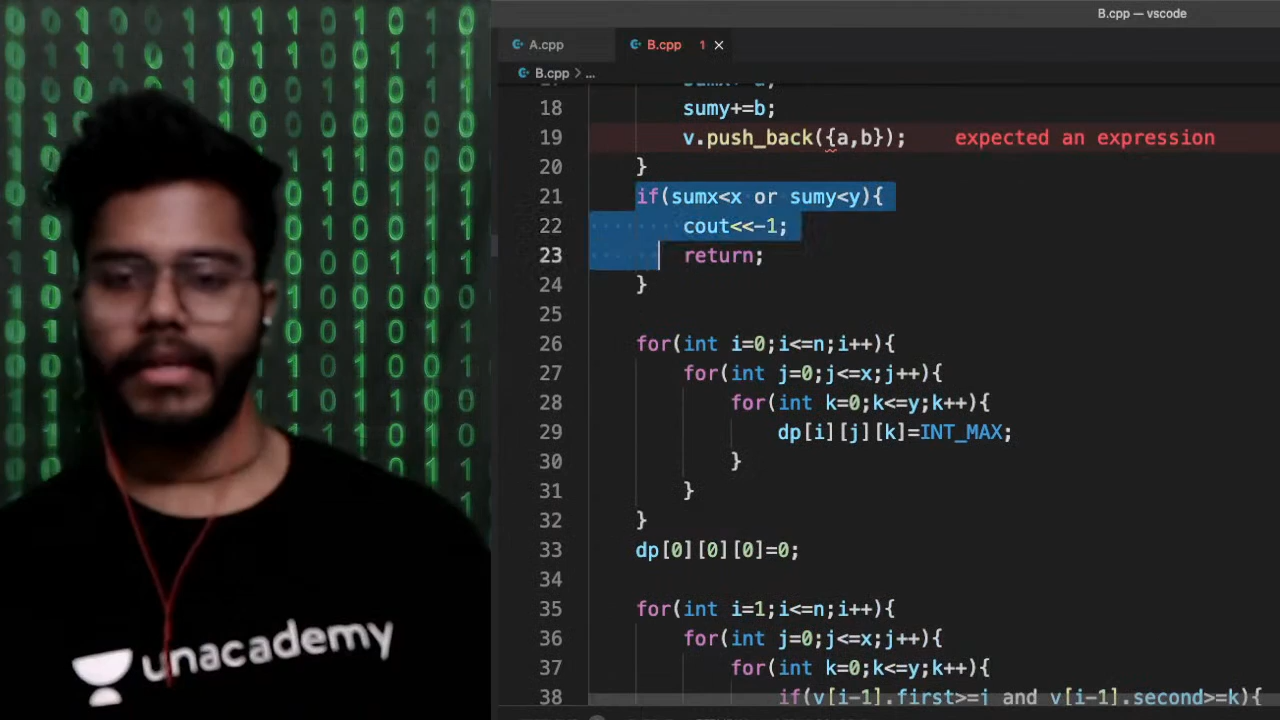 B.cpp — vscode
A.cpp
B.cpp 1 ×
B.cpp > ...
18 sumy+=b;
19 v.push_back({a,b}); expected an expression
20 }
21 if(sumx<x or sumy<y){
22 cout<<-1;
23 return;
24 }
25
26 for(int i=0;i<=n;i++){
27 for(int j=0;j<=x;j++){
28 for(int k=0;k<=y;k++){
29 dp[i][j][k]=INT_MAX;
30 }
31 }
32 }
33 dp[0][0][0]=0;
34
35 for(int i=1;i<=n;i++){
36 for(int j=0;j<=x;j++){
37 for(int k=0;k<=y;k++){
38 if(v[i-1].first>=j and v[i-1].second>=k){
unacademy